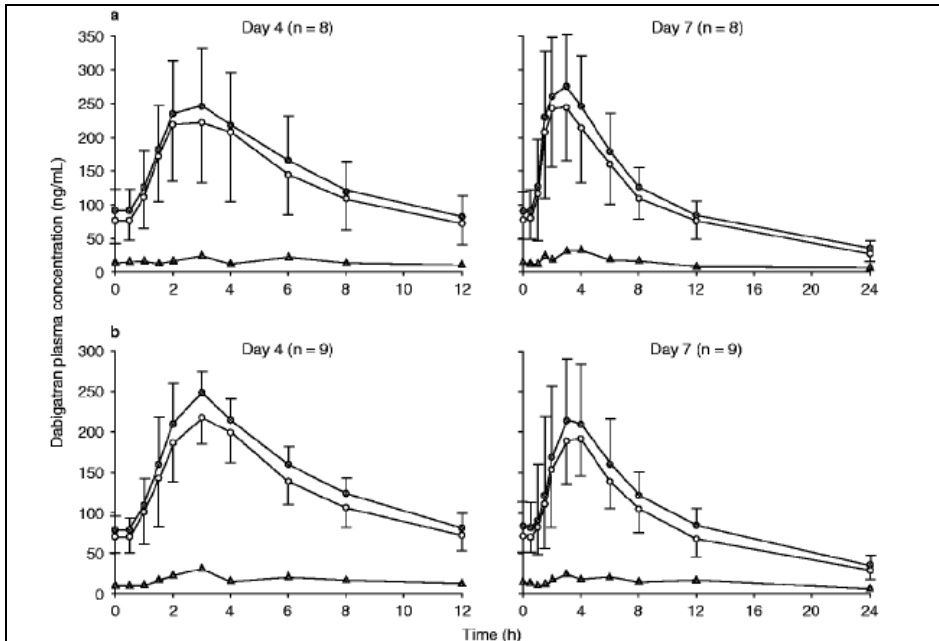 a
Day 4 (n = 8)
Day 7 (n = 8)
350
300
250
200
150
100
50
0
0 2 4 6 8 10 12
0 4 8 12 16 20 24
Dabigatran plasma concentration (ng/mL)
b
Day 4 (n = 9)
Day 7 (n = 9)
300
250
200
150
100
50
0
0 2 4 6 8 10 12
0 4 8 12 16 20 24
Time (h)